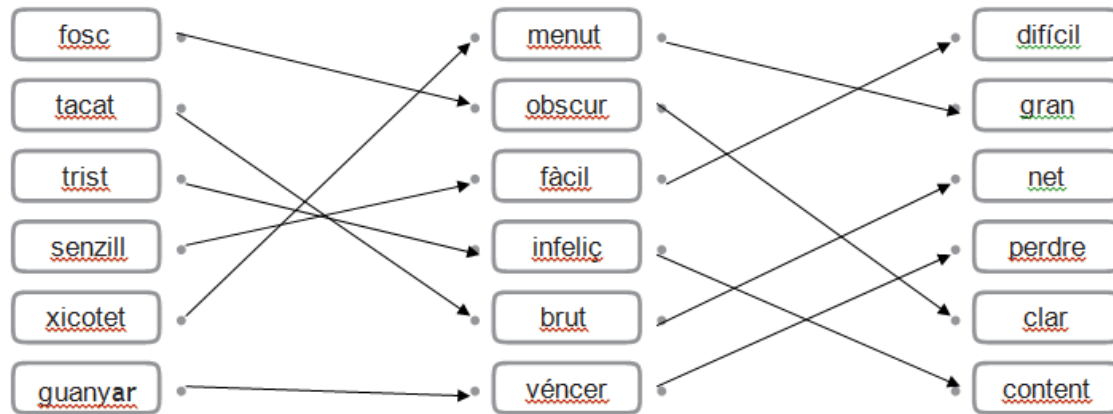 fosc menut difícil
tacat obscur gran
trist fàcil net
senzill infeliç perdre
xicotet brut clar
guanyar véncer content